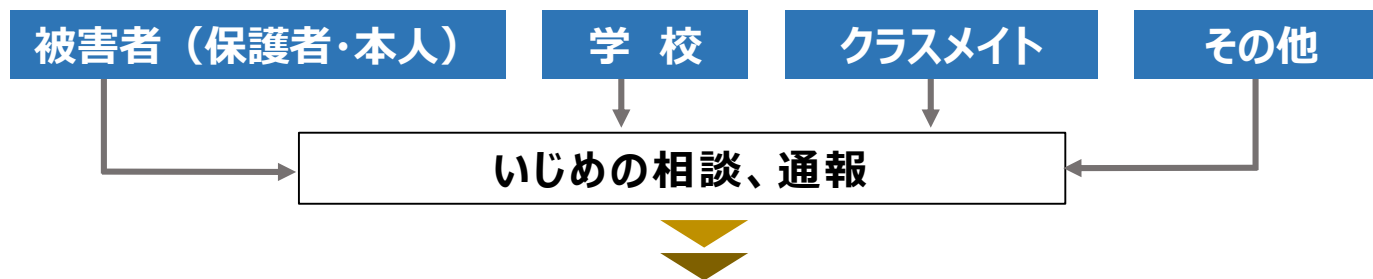 被害者（保護者・本人）
学 校
クラスメイト
その他
いじめの相談、通報